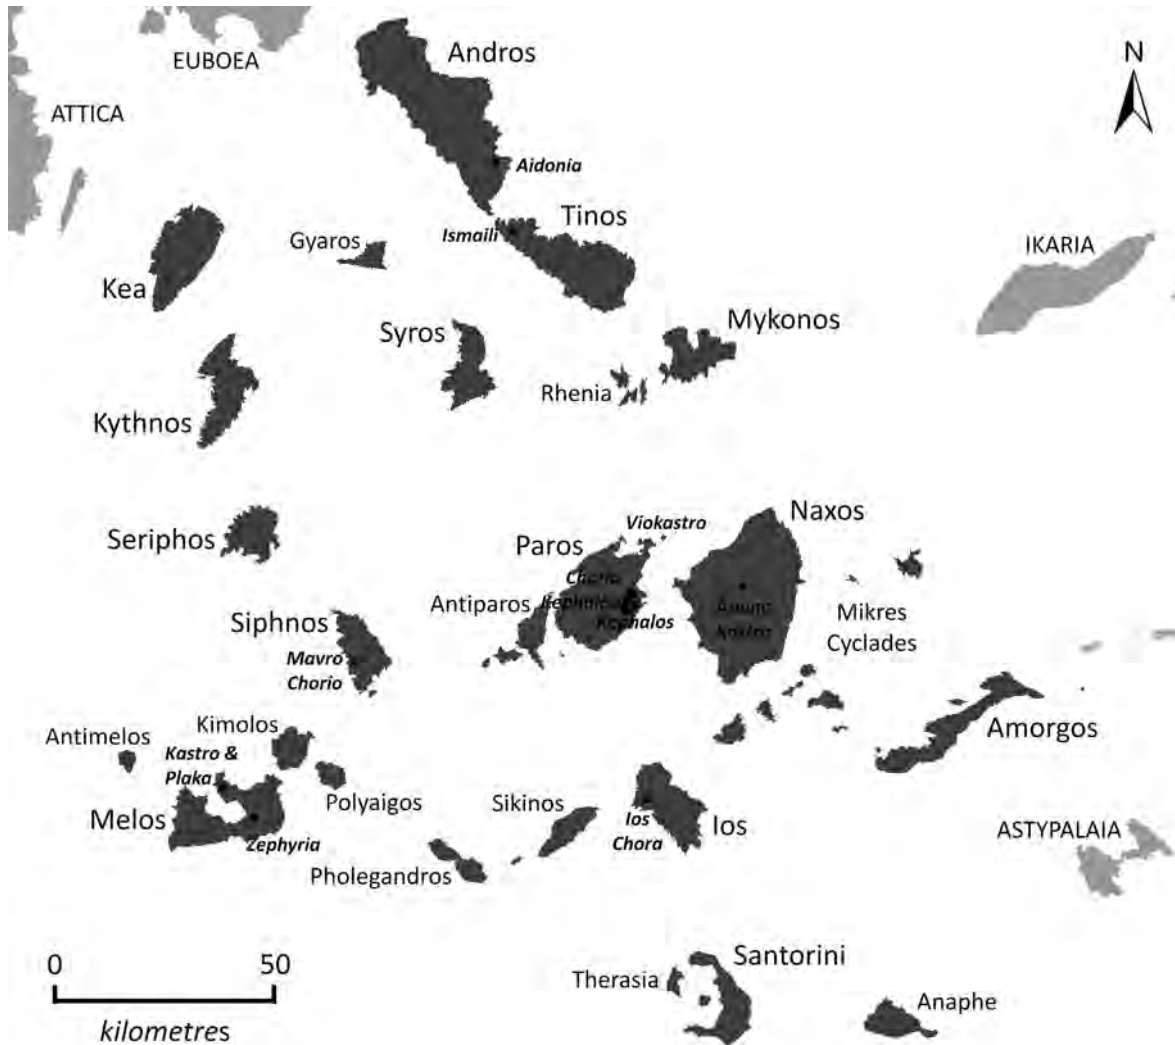 EUBOEA
Andros
N
ATTICA
Aidonia
Tinos
Ismaili
Gyaros
IKARIA
Kea
Syros
Mykonos
Rhenia
Kythnos
Naxos
Viokastro
Seriphos
Paros
Antiparos
Kephalos
Mikres
Cyclades
Siphnos
Mavro
Chorio
Kimolos
Antimelos
Kastro &
Plaka
Amorgos
Polyaigos
Sikinos
Melos
Ios
Chora
Ios
ASTYPALAIA
Zephyria
Pholegandros
0 50
kilometres
Santorini
Therasia
Anaphe